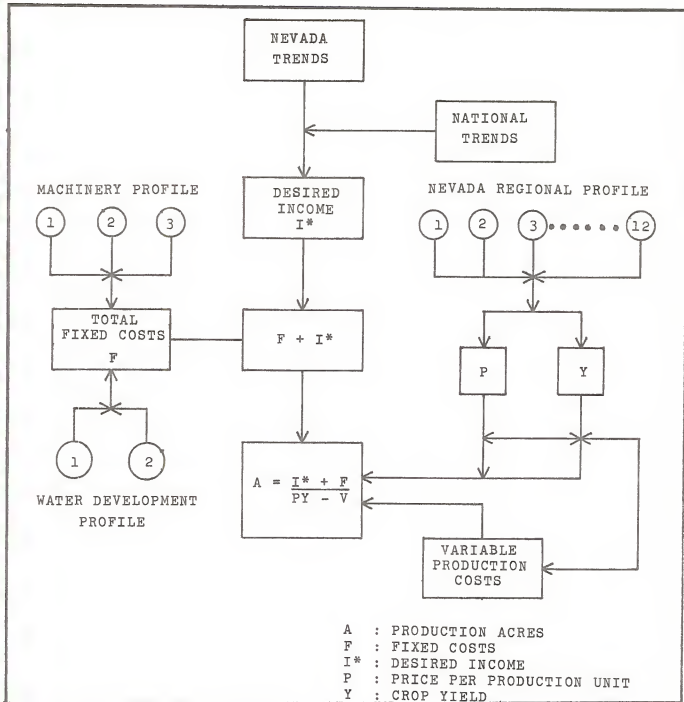 NEVADA
TRENDS
NATIONAL
TRENDS
MACHINERY PROFILE
1 2 3
DESIRED
INCOME
I*
NEVADA REGIONAL PROFILE
1 2 3 ...... 12
TOTAL
FIXED COSTS
F
F + I*
P
Y
1 2
WATER DEVELOPMENT
PROFILE
A = I* + F
PY - V
VARIABLE
PRODUCTION
COSTS
A : PRODUCTION ACRES
F : FIXED COSTS
I* : DESIRED INCOME
P : PRICE PER PRODUCTION UNIT
Y : CROP YIELD